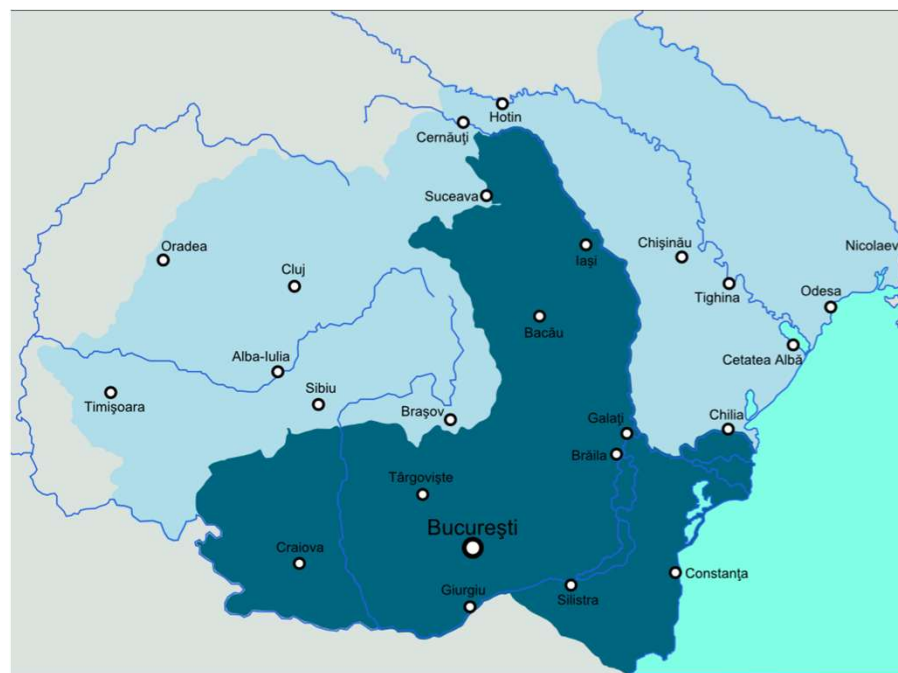 Hotin
Cernăuţi
Suceava
Oradea
Chişinău
Nicolaev
Iaşi
Cluj
Tighina
Odesa
Bacău
Alba-Iulia
Cetatea Albă
Timişoara
Sibiu
Braşov
Galaţi
Chilia
Brăila
Târgovişte
Bucureşti
Craiova
Constanţa
Giurgiu
Silistra